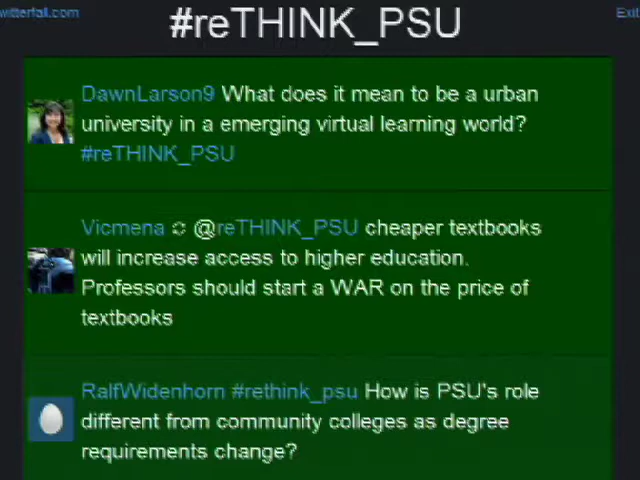 witterfall.com
Exit
#reTHINK_PSU
DawnLarson9 What does it mean to be a urban
university in a emerging virtual learning world?
#reTHINK_PSU
Vicmena @reTHINK_PSU cheaper textbooks
will increase access to higher education.
Professors should start a WAR on the price of
textbooks
RalfWidenhorn #rethink_psu How is PSU's role
different from community colleges as degree
requirements change?